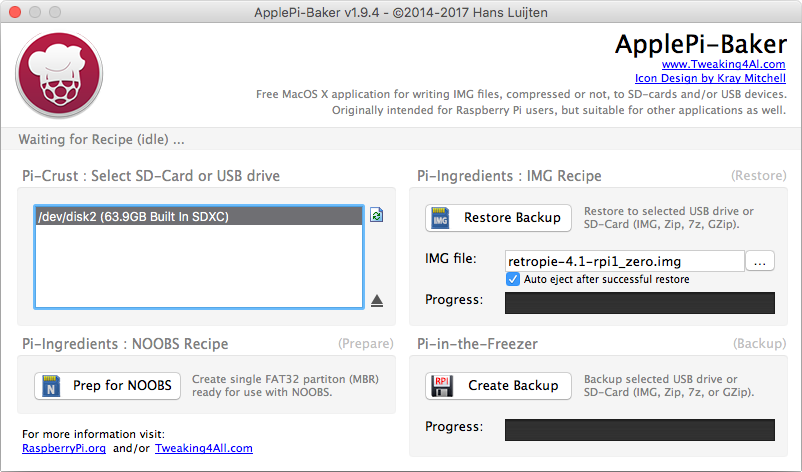 ApplePi-Baker v1.9.4 - ©2014-2017 Hans Luijten
ApplePi-Baker
www.Tweaking4Al.com
Icon Design by Kray Mitchell
Free MacOS X application for writing IMG files, compressed or not, to SD-cards and/or USB devices.
Originally intended for Raspberry Pi users, but suitable for other applications as well.
Waiting for Recipe (idle) ...
Pi-Crust : Select SD-Card or USB drive
/dev/disk2 (63.9GB Built In SDXC)
Pi-Ingredients : IMG Recipe
(Restore)
IMG
Restore Backup
Restore to selected USB drive or
SD-Card (IMG, Zip, 7z, GZip).
IMG file:
retropie-4.1-rpi1_zero.img
...
Auto eject after successful restore
Progress:
Pi-Ingredients : NOOBS Recipe
(Prepare)
N
Prep for NOOBS
Create single FAT32 partiton (MBR)
ready for use with NOOBS.
Pi-in-the-Freezer
(Backup)
RPI
Create Backup
Backup selected USB drive or
SD-Card (IMG, Zip, 7z, or GZip).
Progress:
For more information visit:
RaspberryPi.org and/or Tweaking4All.com